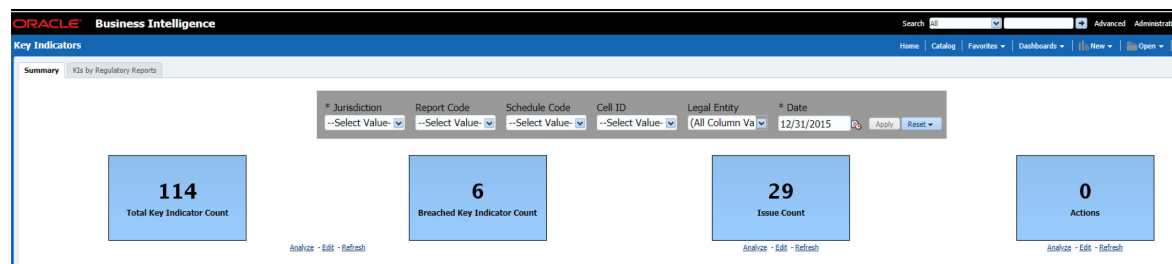 ORACLE Business Intelligence Search All Advanced Administrati
Key Indicators Home Catalog Favorites Dashboards New Open
Summary KIs by Regulatory Reports
* Jurisdiction Report Code Schedule Code Cell ID Legal Entity * Date
--Select Value- --Select Value- --Select Value- --Select Value- (All Column Va 12/31/2015 Apply Reset
114 6 29 0
Total Key Indicator Count Breached Key Indicator Count Issue Count Actions
Analyze - Edit - Refresh Analyze - Edit - Refresh Analyze - Edit - Refresh